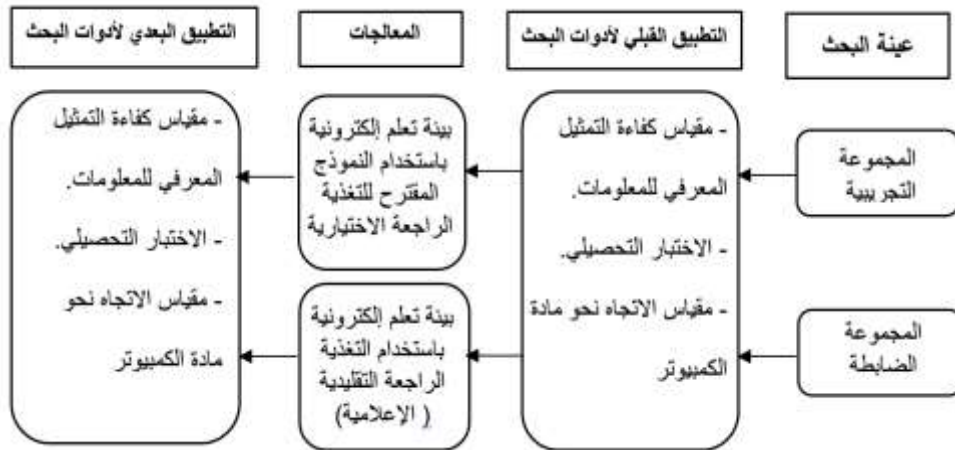 عينة البحث
التطبيق القبلي لأدوات البحث
المعالجات
التطبيق البعدي لأدوات البحث
المجموعة
التجريبية
المجموعة
الضابطة
- مقياس كفاءة التمثيل
المعرفي للمعلومات.
- الاختبار التحصيلي.
- مقياس الاتجاه نحو مادة
الكمبيوتر
بيئة تعلم إلكترونية
باستخدام النموذج
المقترح للتغذية
الراجعة الاختيارية
بيئة تعلم إلكترونية
باستخدام التغذية
الراجعة التقليدية
( الإعلامية)
- مقياس كفاءة التمثيل
المعرفي للمعلومات.
- الاختبار التحصيلي.
- مقياس الاتجاه نحو
مادة الكمبيوتر